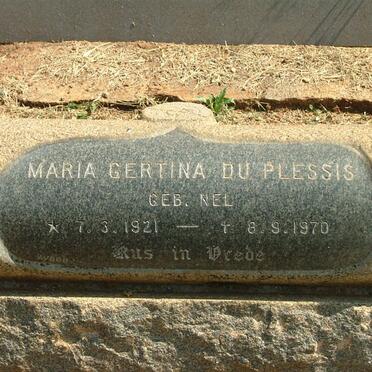 MARIA GERTINA DU PLESSIS
GEB. NEL
★ 7.3.1921 — † 8.9.1970
Rus in Vrede